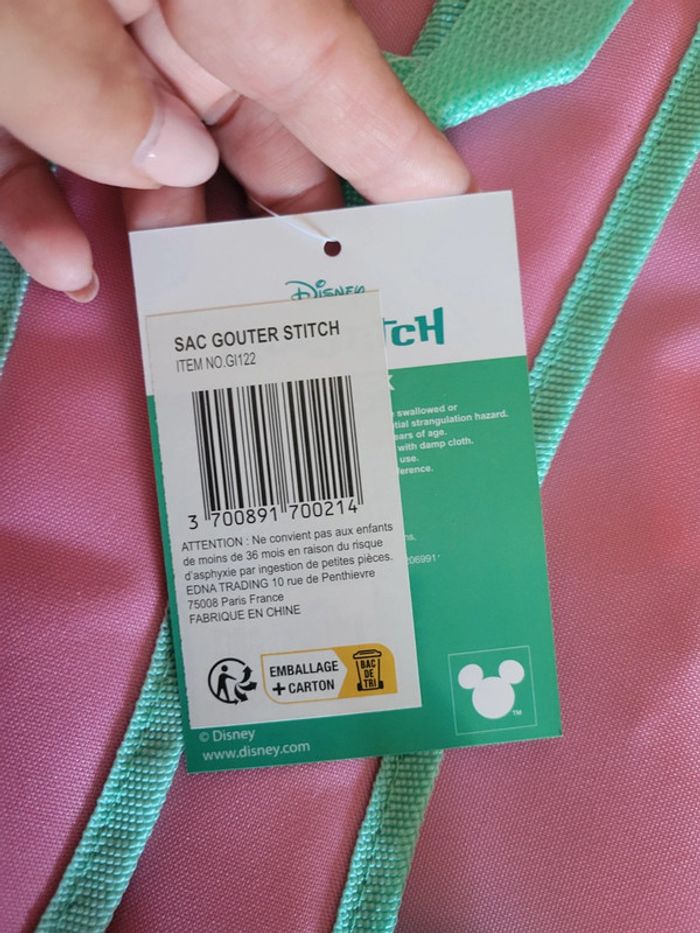 DISNEY
TCH
SAC GOUTER STITCH
ITEM NO.GI122
swallowed or
tial strangulation hazard.
ears of age.
with damp cloth.
use.
ference.
3 700891 700214
ATTENTION : Ne convient pas aux enfants
de moins de 36 mois en raison du risque
d'asphyxie par ingestion de petites pièces.
EDNA TRADING 10 rue de Penthievre
75008 Paris France
FABRIQUE EN CHINE
EMBALLAGE
+ CARTON
BAC
DE
TRI
© Disney
www.disney.com
TM